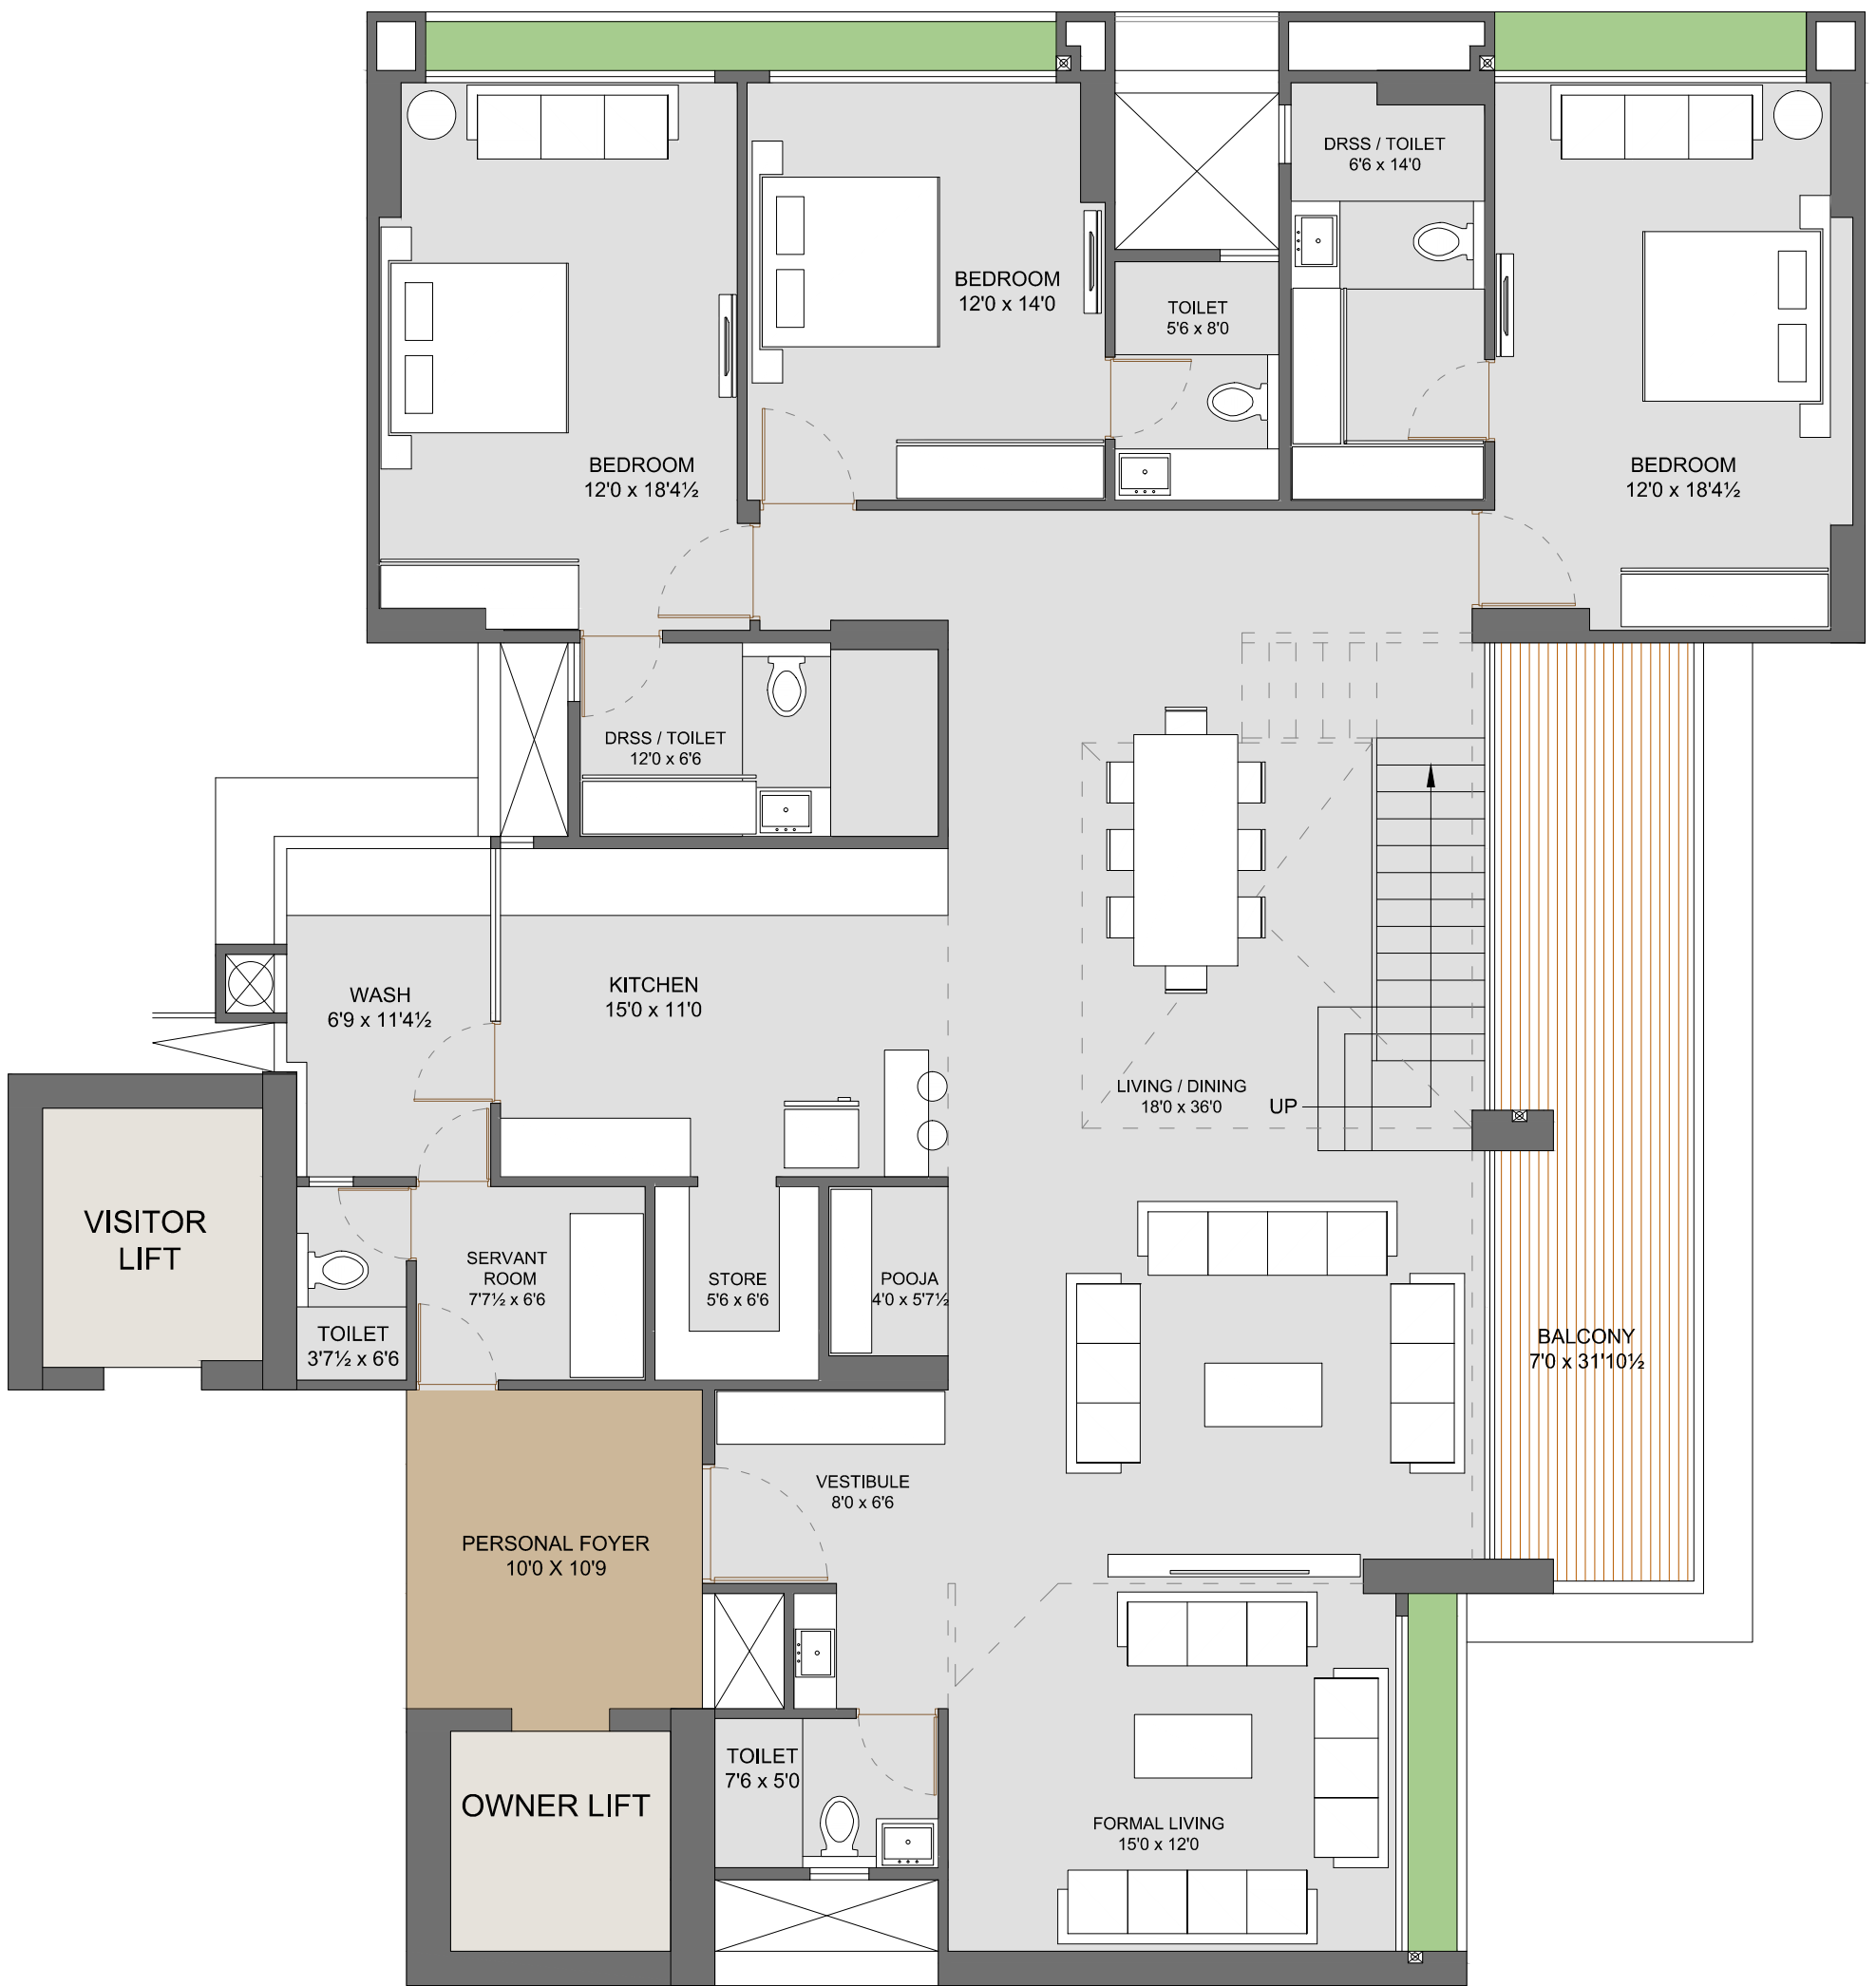 DRSS / TOILET
6'6 x 14'0
BEDROOM
12'0 x 14'0
TOILET
5'6 x 8'0
BEDROOM
12'0 x 18'4½
BEDROOM
12'0 x 18'4½
DRSS / TOILET
12'0 x 6'6
WASH
6'9 x 11'4½
KITCHEN
15'0 x 11'0
LIVING / DINING
18'0 x 36'0
UP
VISITOR
LIFT
SERVANT
ROOM
7'7½ x 6'6
STORE
5'6 x 6'6
POOJA
4'0 x 5'7½
TOILET
3'7½ x 6'6
BALCONY
7'0 x 31'10½
VESTIBULE
8'0 x 6'6
PERSONAL FOYER
10'0 X 10'9
TOILET
7'6 x 5'0
OWNER LIFT
FORMAL LIVING
15'0 x 12'0